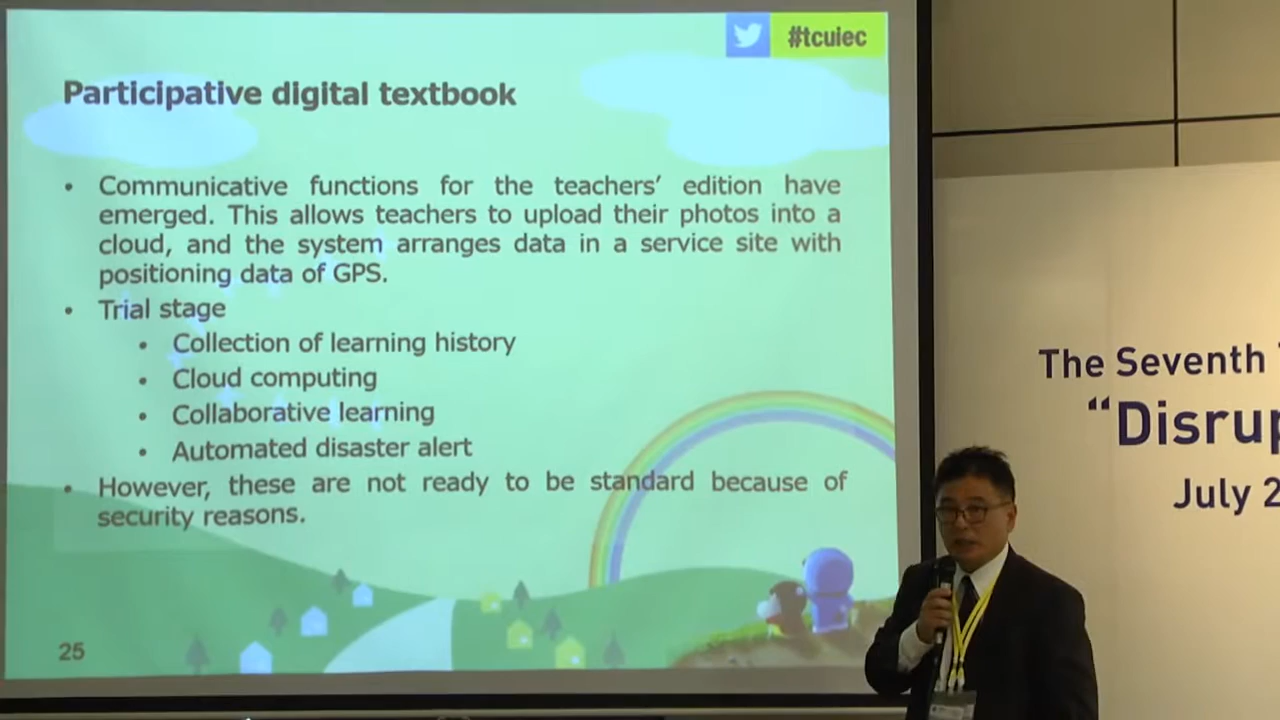 #tcuiec
Participative digital textbook
• Communicative functions for the teachers' edition have
emerged. This allows teachers to upload their photos into a
cloud, and the system arranges data in a service site with
positioning data of GPS.
• Trial stage
• Collection of learning history
• Cloud computing
• Collaborative learning
• Automated disaster alert
• However, these are not ready to be standard because of
security reasons.
25
The Seventh
"Disrup
July 2